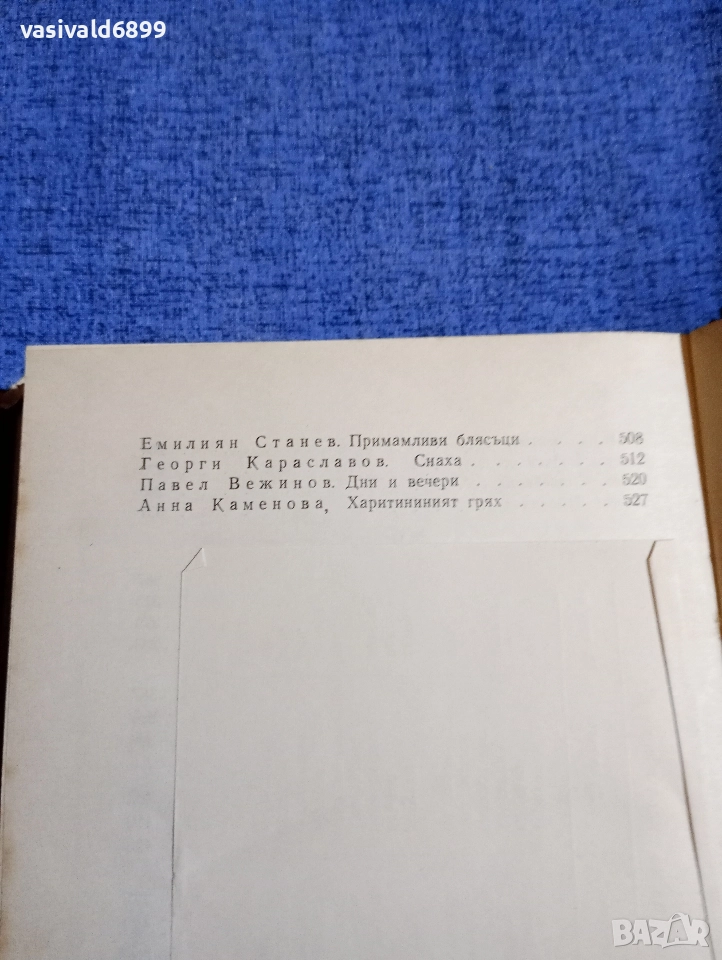 vasivald6899
Емилиян Станев. Примамливи блясъци . . . . 508
Георги Караславов. Снаха . . . . . . . 512
Павел Вежинов. Дни и вечери . . . . . . 520
Анна Каменова, Харитининият грях . . . . . 527
BAZAR